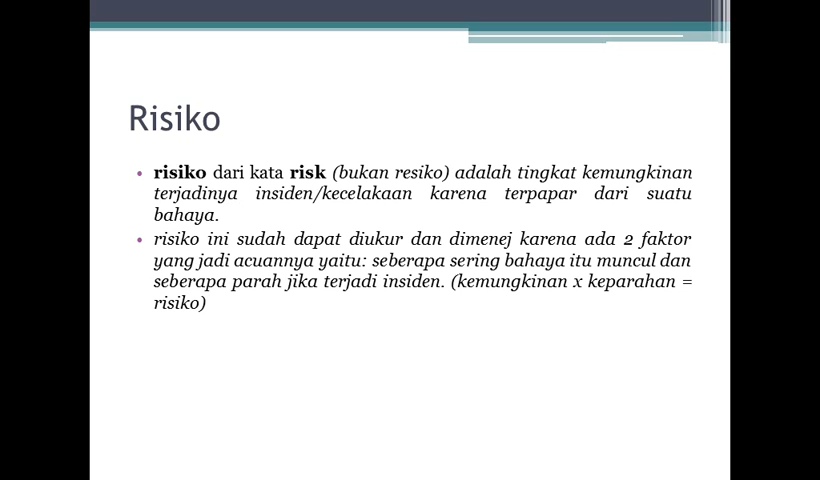 Risiko
• risiko dari kata risk (bukan resiko) adalah tingkat kemungkinan
terjadinya insiden/kecelakaan karena terpapar dari suatu
bahaya.
• risiko ini sudah dapat diukur dan dimenej karena ada 2 faktor
yang jadi acuannya yaitu: seberapa sering bahaya itu muncul dan
seberapa parah jika terjadi insiden. (kemungkinan x keparahan =
risiko)